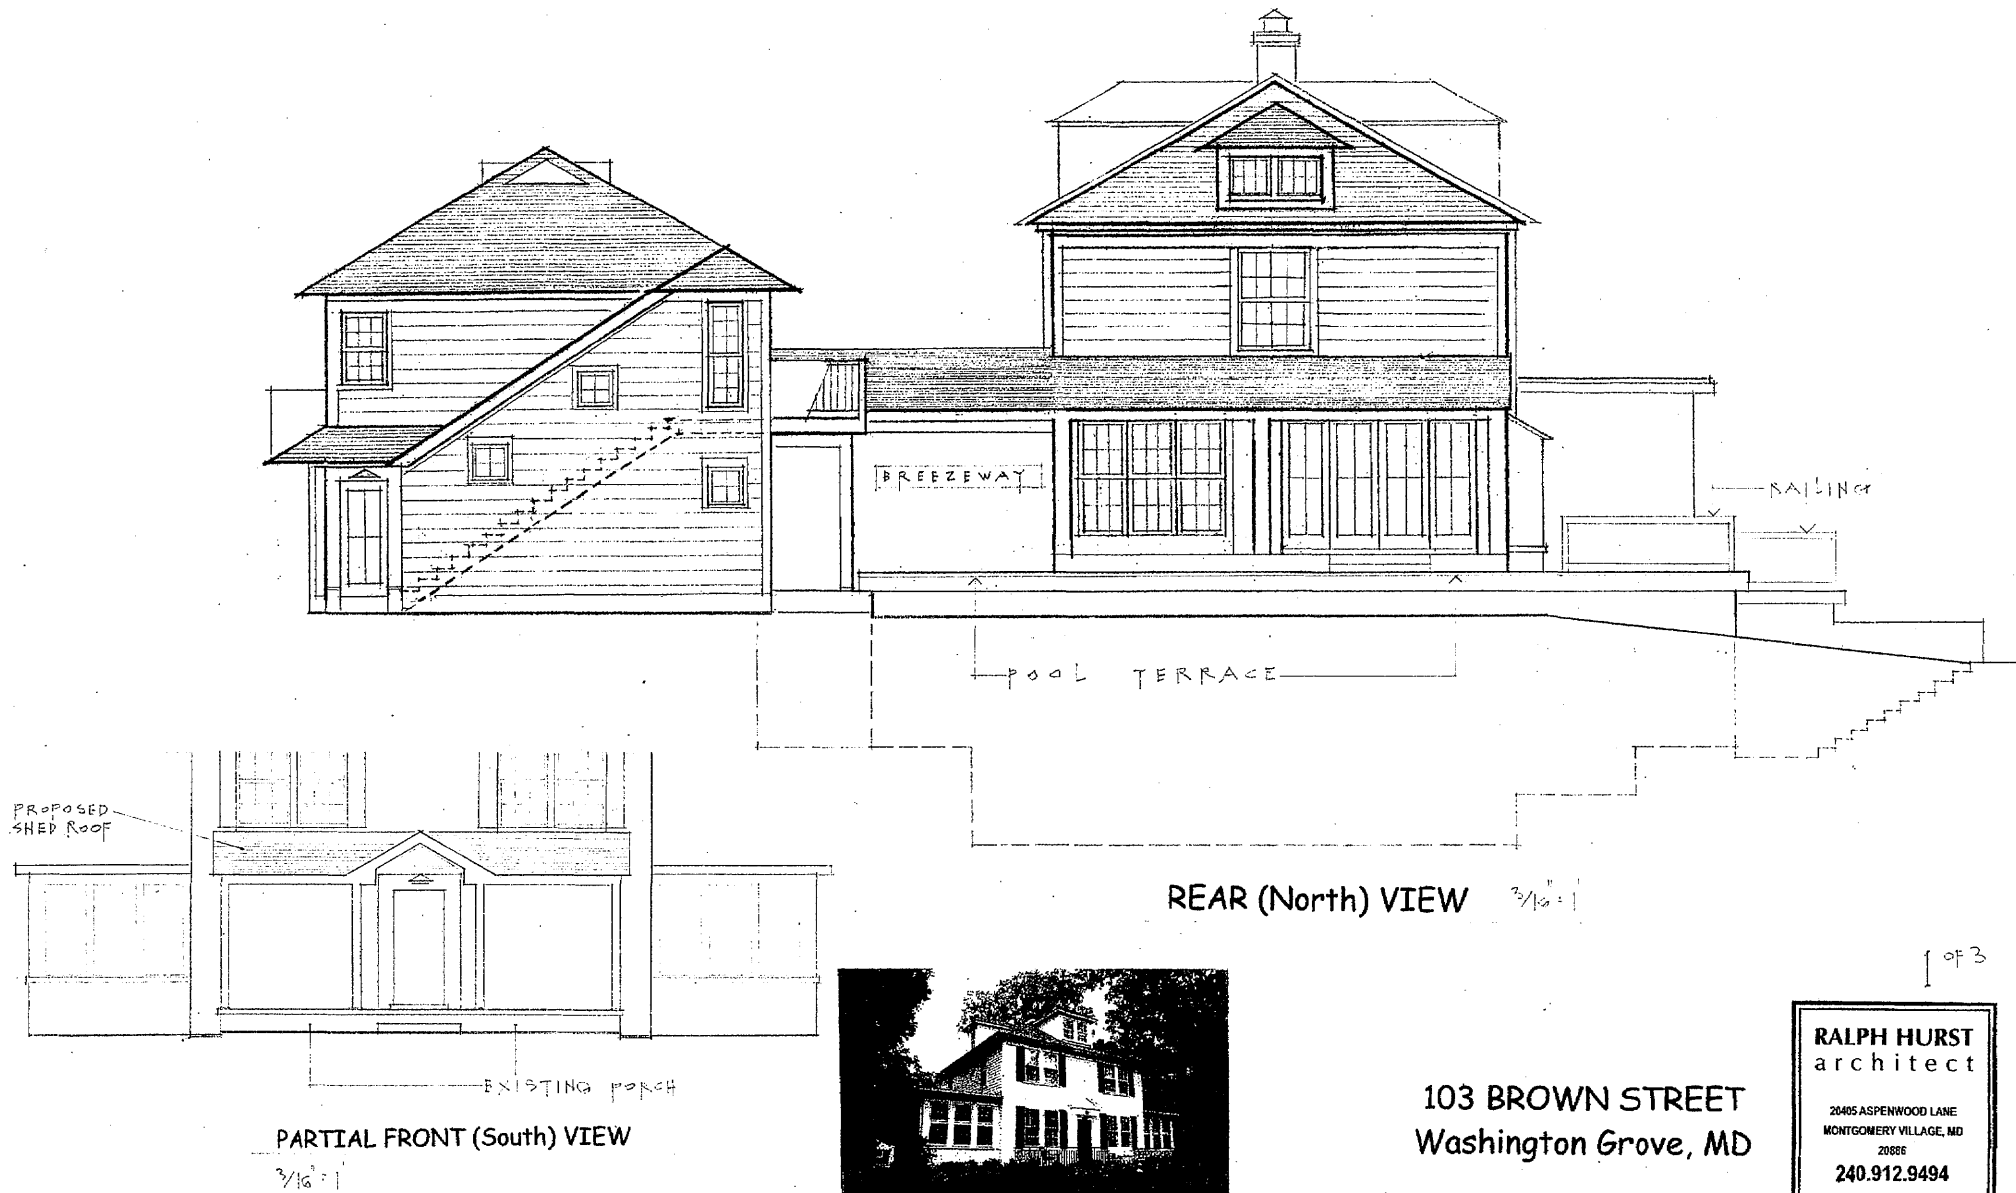 BREEZEWAY
RAILING
POOL TERRACE
PROPOSED
SHED ROOF
REAR (North) VIEW 3/16" = 1'
EXISTING PORCH
PARTIAL FRONT (South) VIEW
3/16" = 1'
1 OF 3
103 BROWN STREET
Washington Grove, MD
RALPH HURST
architect
20405 ASPENWOOD LANE
MONTGOMERY VILLAGE, MD
20886
240.912.9494